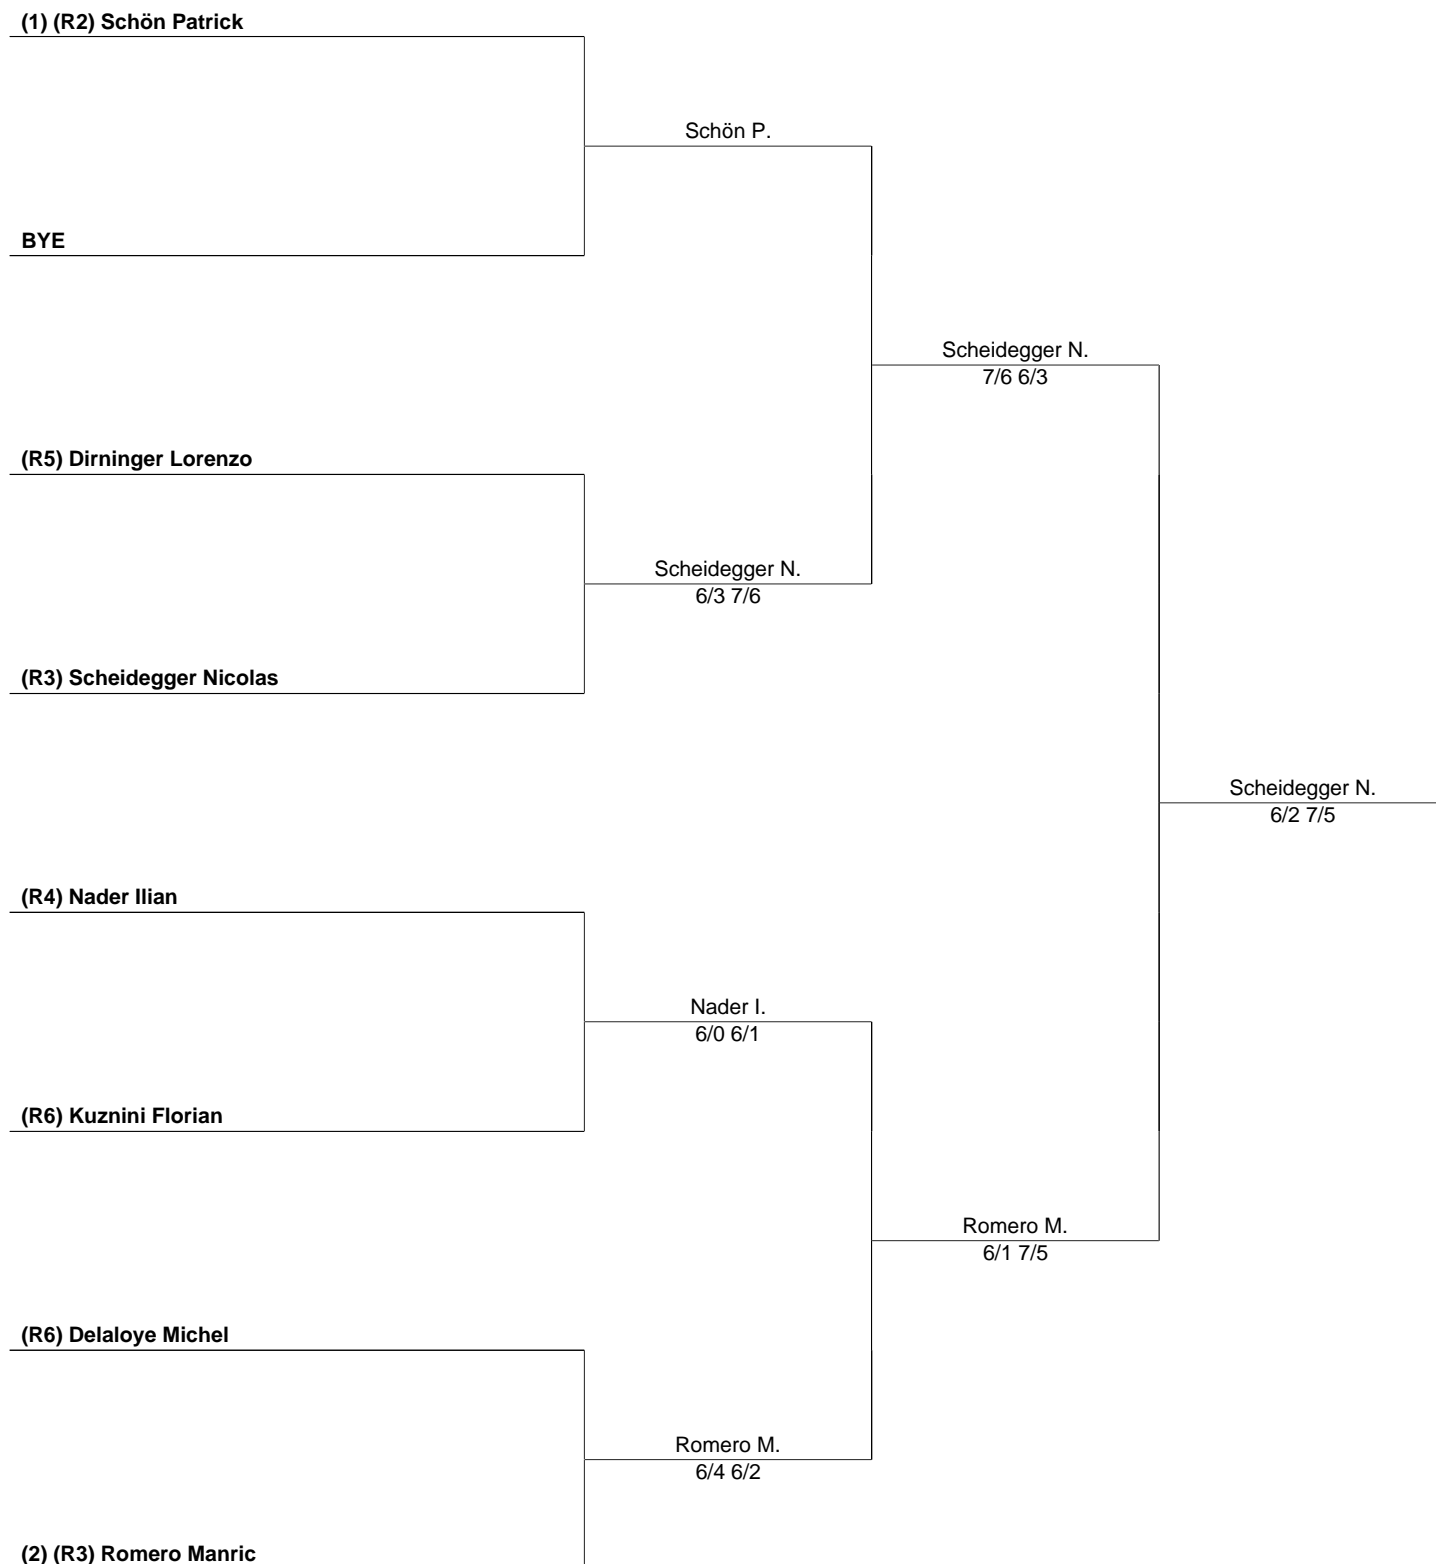 (1) (R2) Schön Patrick
Schön P.
BYE
Scheidegger N.
7/6 6/3
(R5) Dirninger Lorenzo
Scheidegger N.
6/3 7/6
(R3) Scheidegger Nicolas
Scheidegger N.
6/2 7/5
(R4) Nader Ilian
Nader I.
6/0 6/1
(R6) Kuznini Florian
Romero M.
6/1 7/5
(R6) Delaloye Michel
Romero M.
6/4 6/2
(2) (R3) Romero Manric